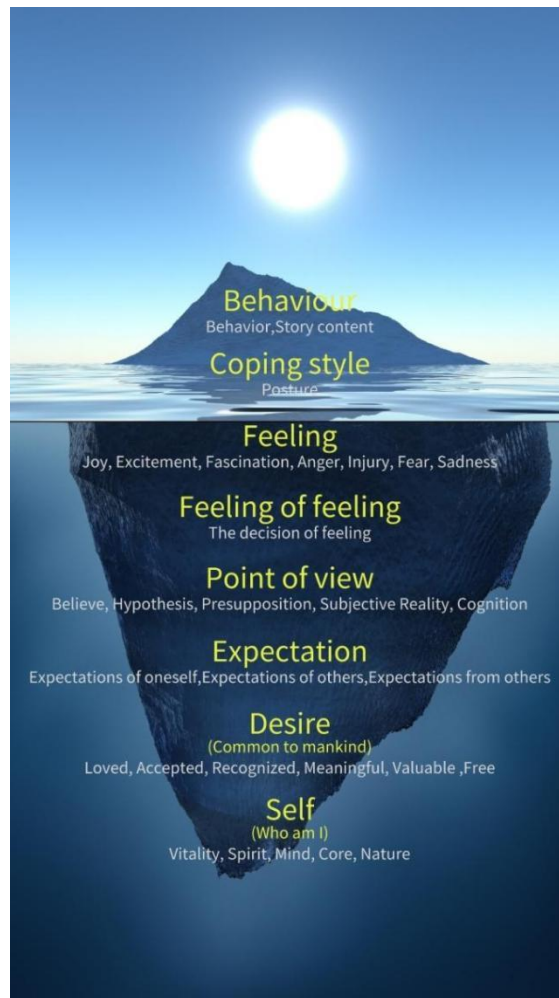 Behaviour
Behavior,Story content
Coping style
Posture
Feeling
Joy, Excitement, Fascination, Anger, Injury, Fear, Sadness
Feeling of feeling
The decision of feeling
Point of view
Believe, Hypothesis, Presupposition, Subjective Reality, Cognition
Expectation
Expectations of oneself,Expectations of others,Expectations from others
Desire
(Common to mankind)
Loved, Accepted, Recognized, Meaningful, Valuable ,Free
Self
(Who am I)
Vitality, Spirit, Mind, Core, Nature